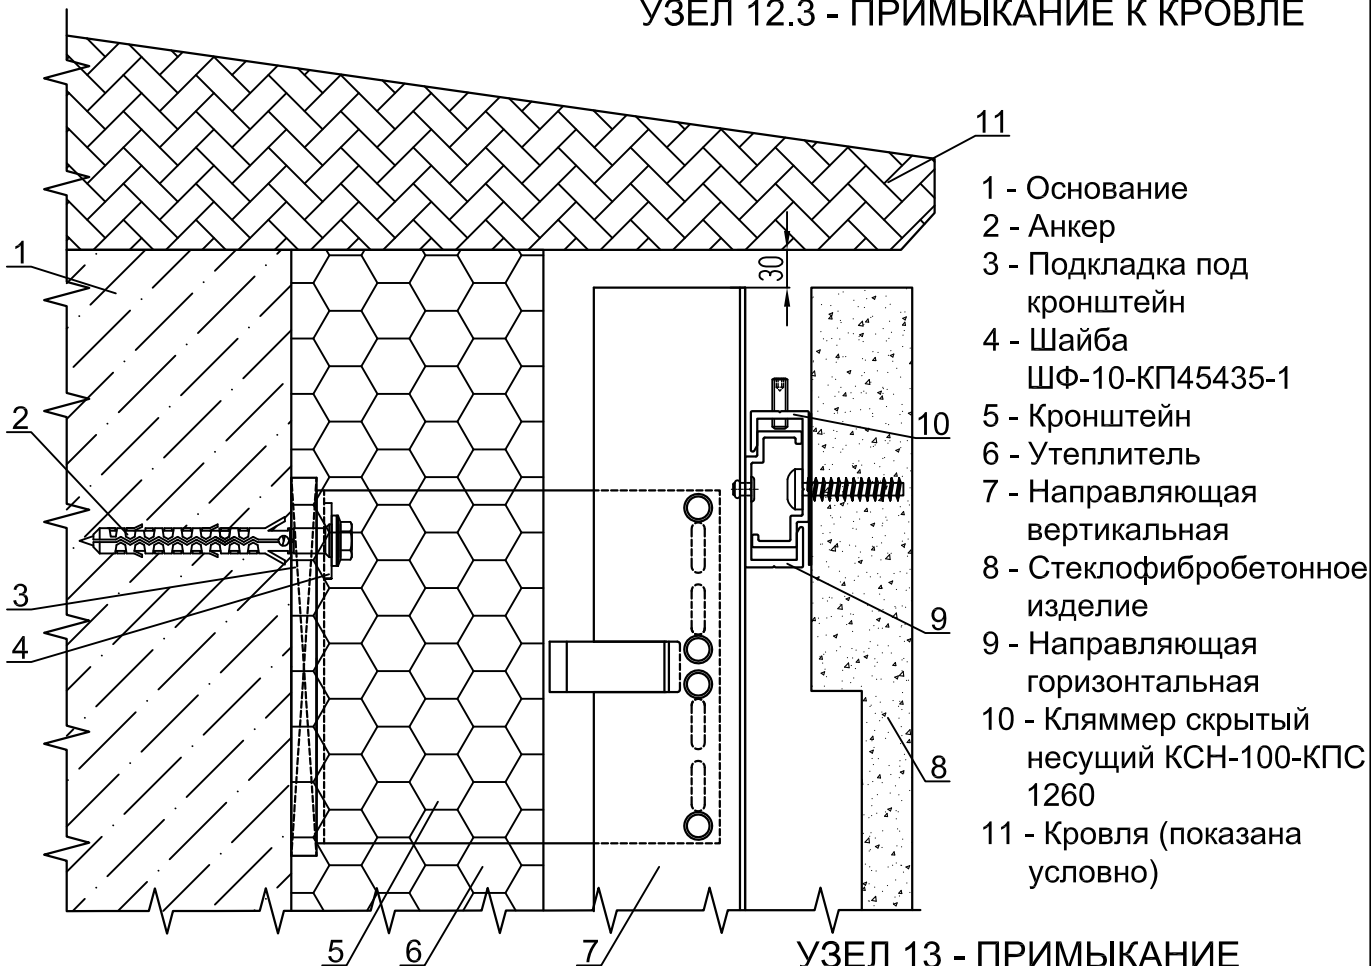 УЗЕЛ 12.3 - ПРИМЫКАНИЕ К КРОВЛЕ
11
1 - Основание
2 - Анкер
3 - Подкладка под
кронштейн
4 - Шайба
ШФ-10-КП45435-1
5 - Кронштейн
6 - Утеплитель
7 - Направляющая
вертикальная
8 - Стеклофибробетонное
изделие
9 - Направляющая
горизонтальная
10 - Кляммер скрытый
несущий КСН-100-КПС
1260
11 - Кровля (показана
условно)
1
30
2
10
3
9
4
8
5
6
7
УЗЕЛ 13 - ПРИМЫКАНИЕ